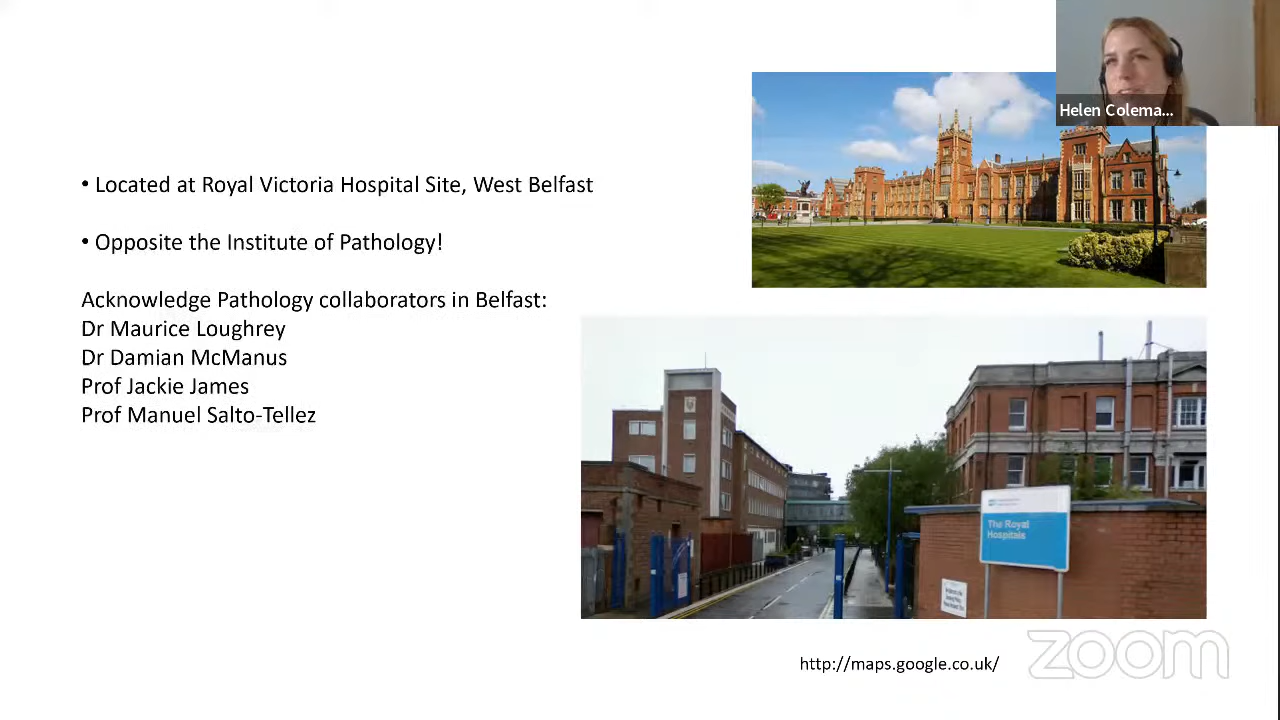 Helen Colema...
• Located at Royal Victoria Hospital Site, West Belfast
• Opposite the Institute of Pathology!
Acknowledge Pathology collaborators in Belfast:
Dr Maurice Loughrey
Dr Damian McManus
Prof Jackie James
Prof Manuel Salto-Tellez
The Royal
Hospitals
http://maps.google.co.uk/
zoom